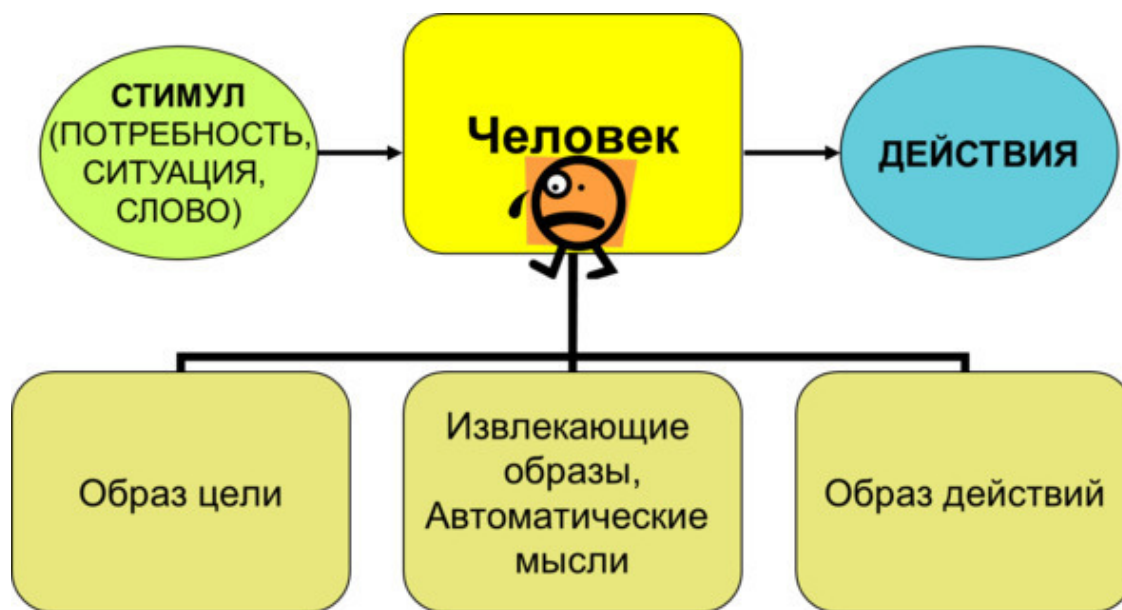 СТИМУЛ
(ПОТРЕБНОСТЬ,
СИТУАЦИЯ,
СЛОВО)
Человек
ДЕЙСТВИЯ
Образ цели
Извлекающие
образы,
Автоматические
мысли
Образ действий